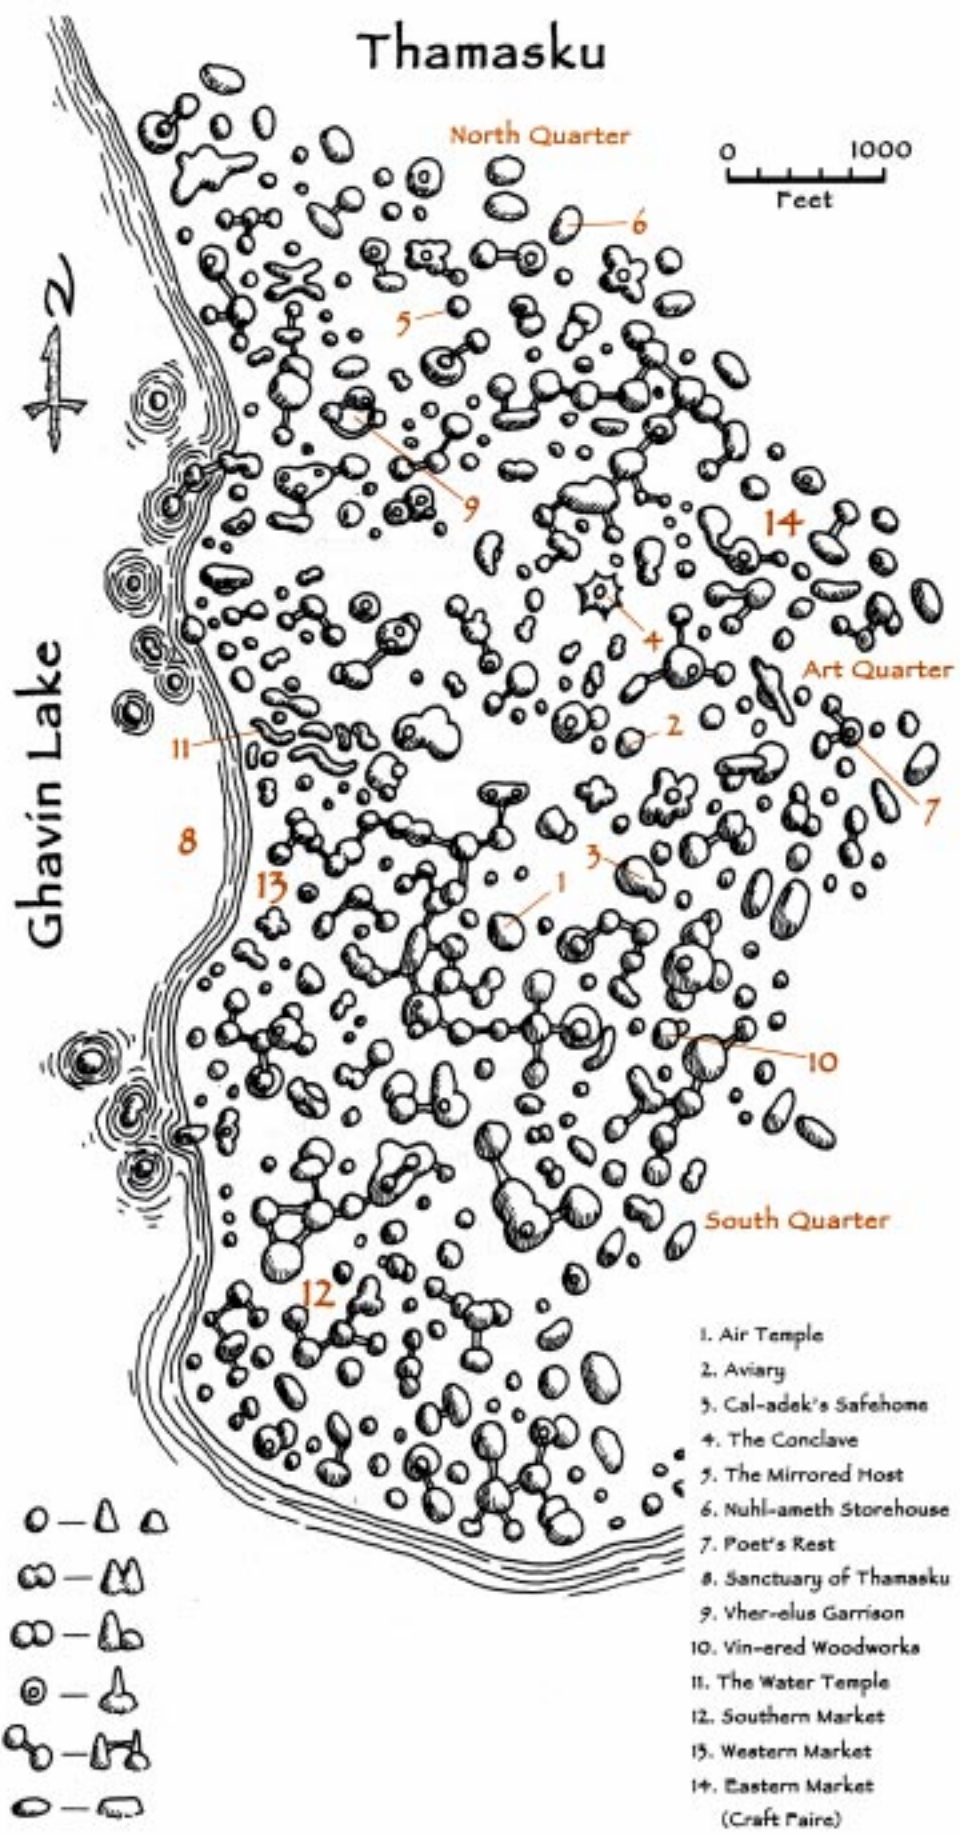 Thamasku
North Quarter
0 1000
Feet
6
N
5
9
14
4
Art Quarter
2
11
7
8
3
13
1
Ghavin Lake
10
South Quarter
12
1. Air Temple
2. Aviary
3. Cal-adek's Safehome
4. The Conclave
5. The Mirrored Host
6. Nuhl-ameth Storehouse
7. Poet's Rest
8. Sanctuary of Thamasku
9. Vher-elus Garrison
10. Vin-ered Woodworks
11. The Water Temple
12. Southern Market
13. Western Market
14. Eastern Market
(Craft Faire)